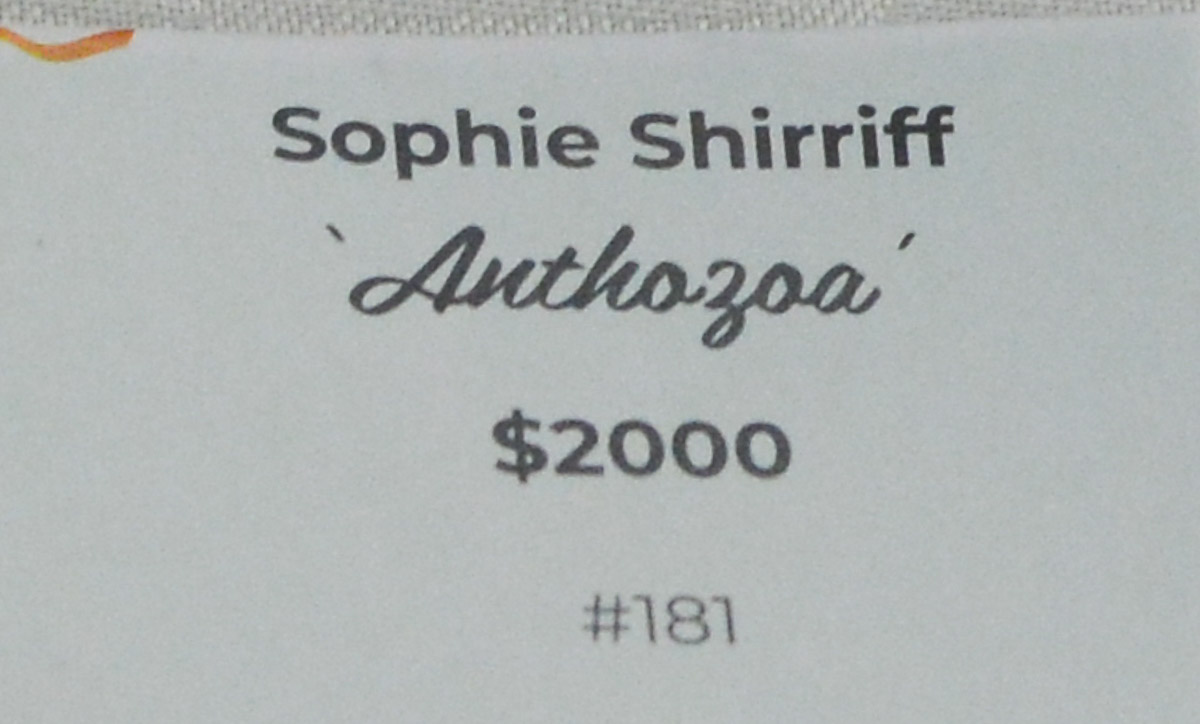 Sophie Shirriff
`Anthozoa´
$2000
#181